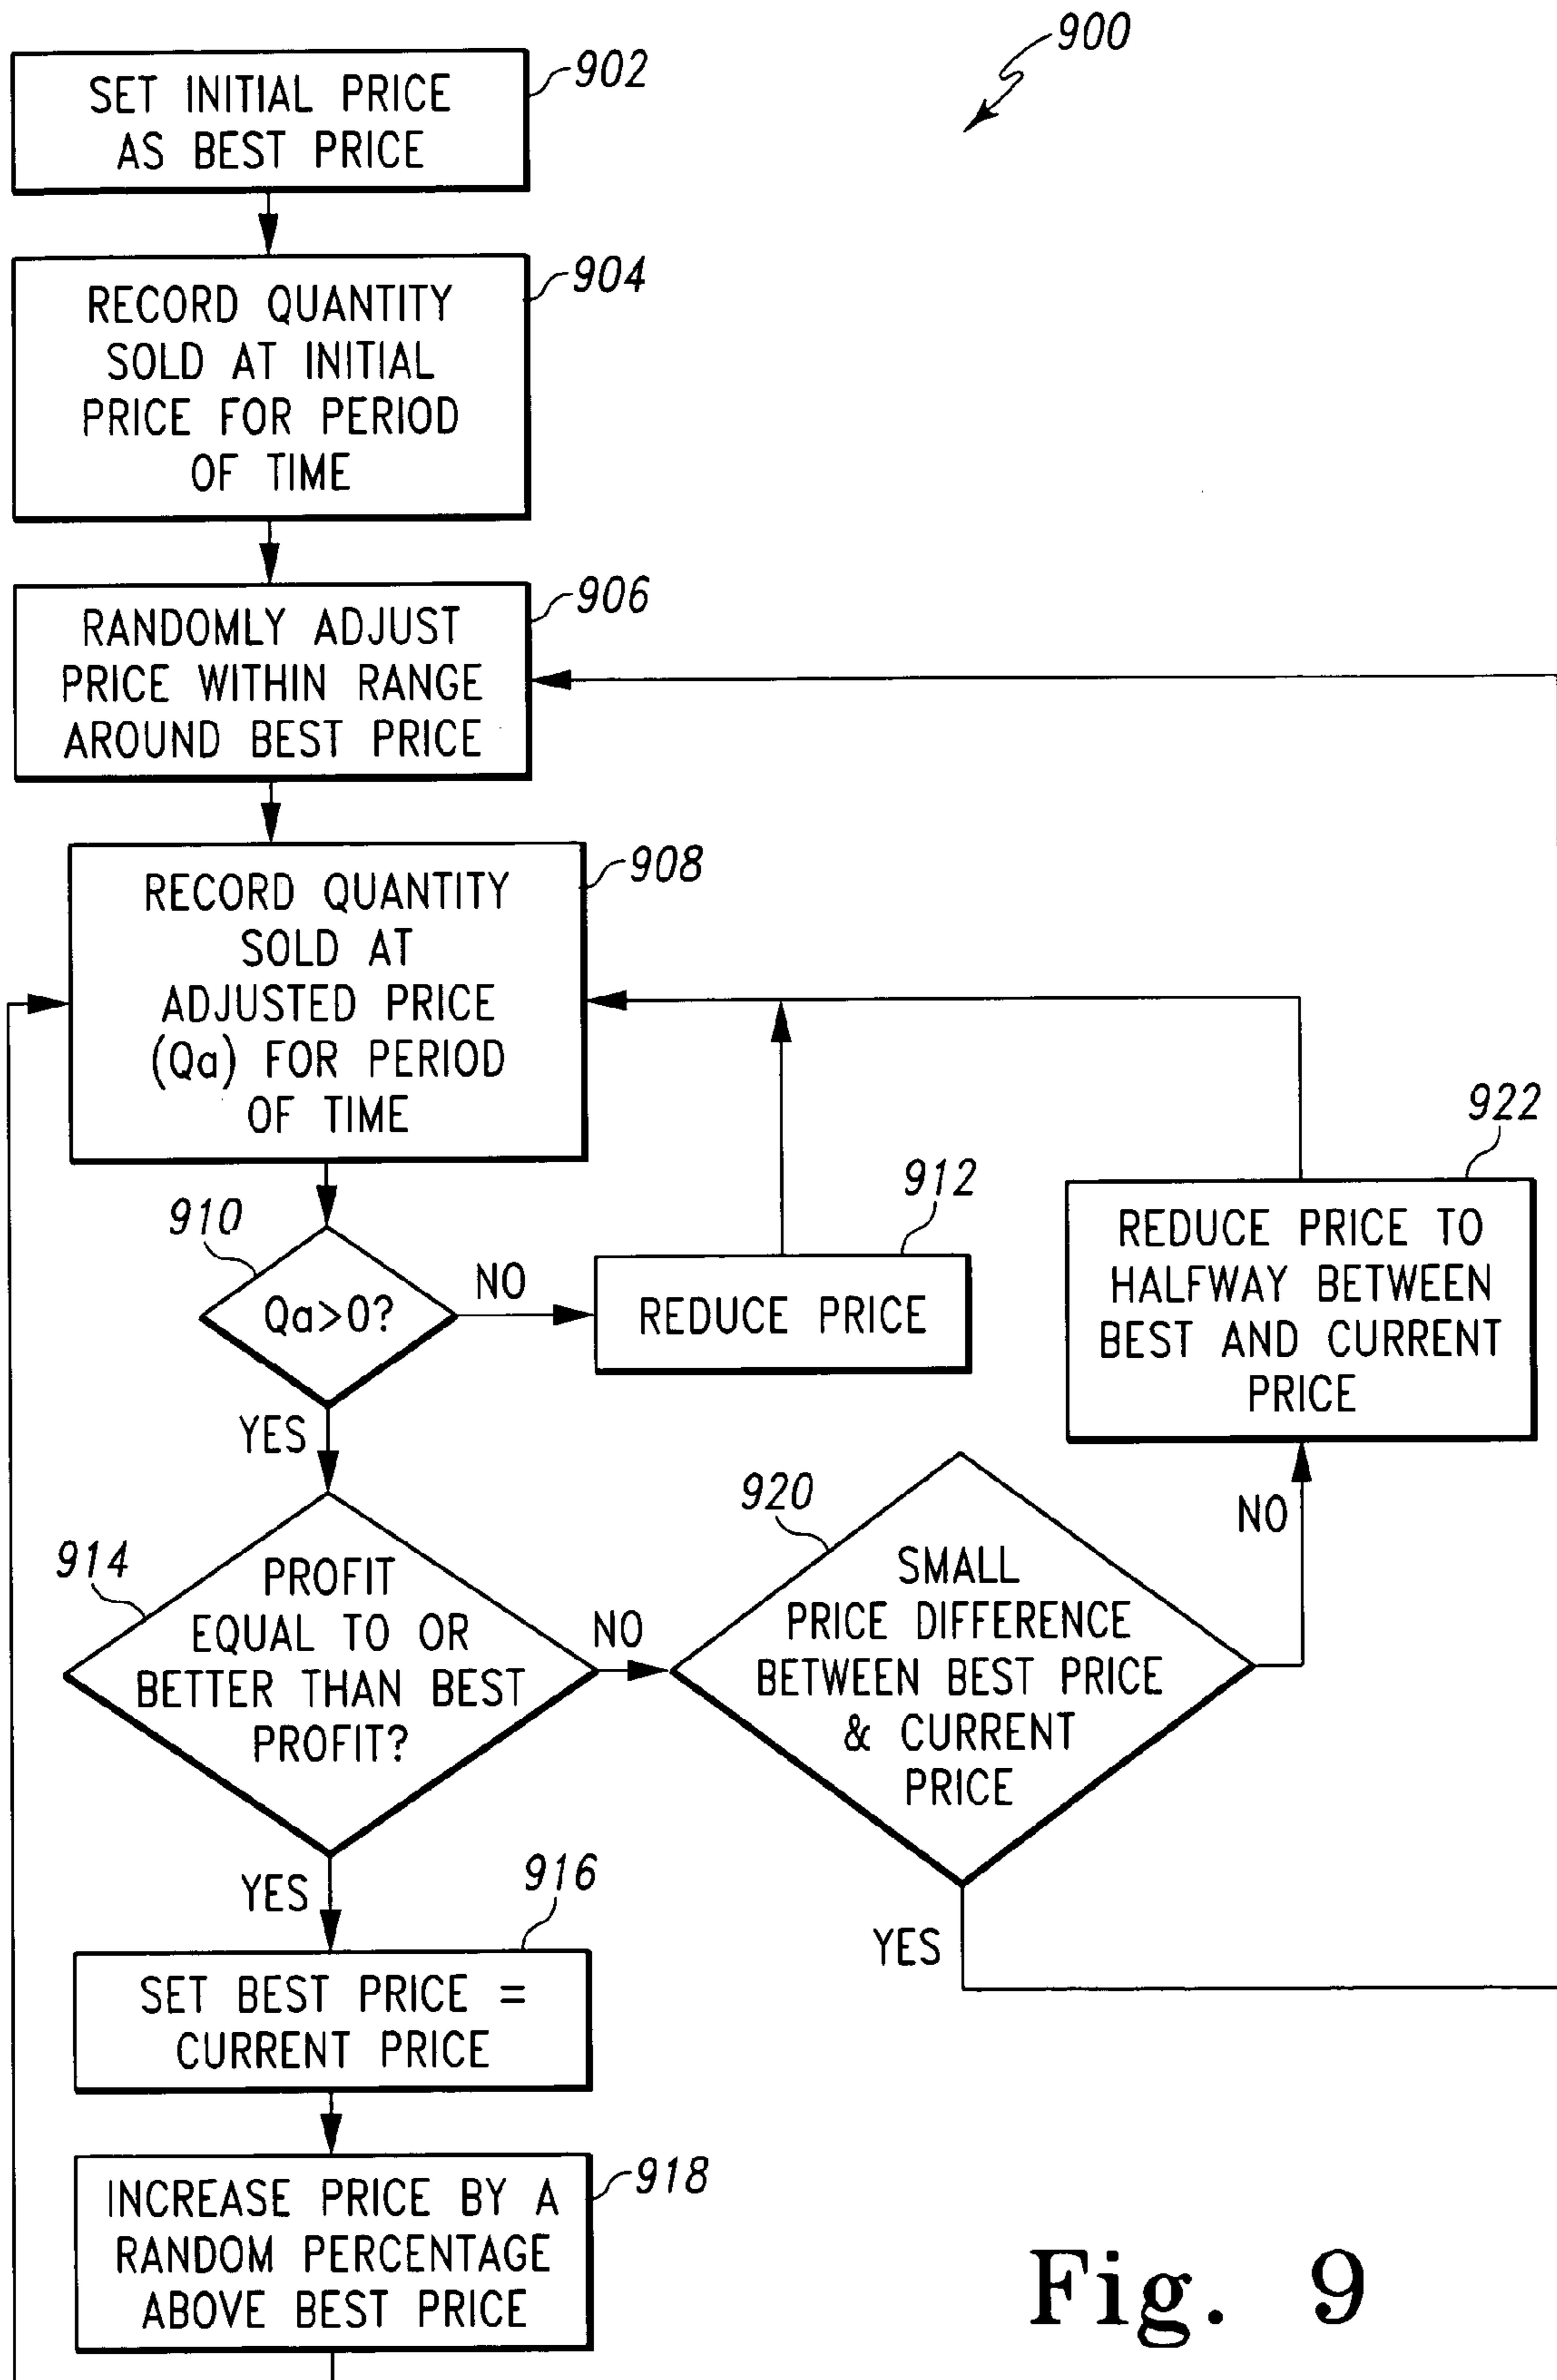 900
SET INITIAL PRICE
AS BEST PRICE
902
RECORD QUANTITY
SOLD AT INITIAL
PRICE FOR PERIOD
OF TIME
904
RANDOMLY ADJUST
PRICE WITHIN RANGE
AROUND BEST PRICE
906
RECORD QUANTITY
SOLD AT
ADJUSTED PRICE
(Qa) FOR PERIOD
OF TIME
908
910
Qa>0?
NO
912
REDUCE PRICE
922
REDUCE PRICE TO
HALFWAY BETWEEN
BEST AND CURRENT
PRICE
YES
914
PROFIT
EQUAL TO OR
BETTER THAN BEST
PROFIT?
NO
920
SMALL
PRICE DIFFERENCE
BETWEEN BEST PRICE
& CURRENT
PRICE
NO
YES
YES
916
SET BEST PRICE =
CURRENT PRICE
918
INCREASE PRICE BY A
RANDOM PERCENTAGE
ABOVE BEST PRICE
Fig. 9